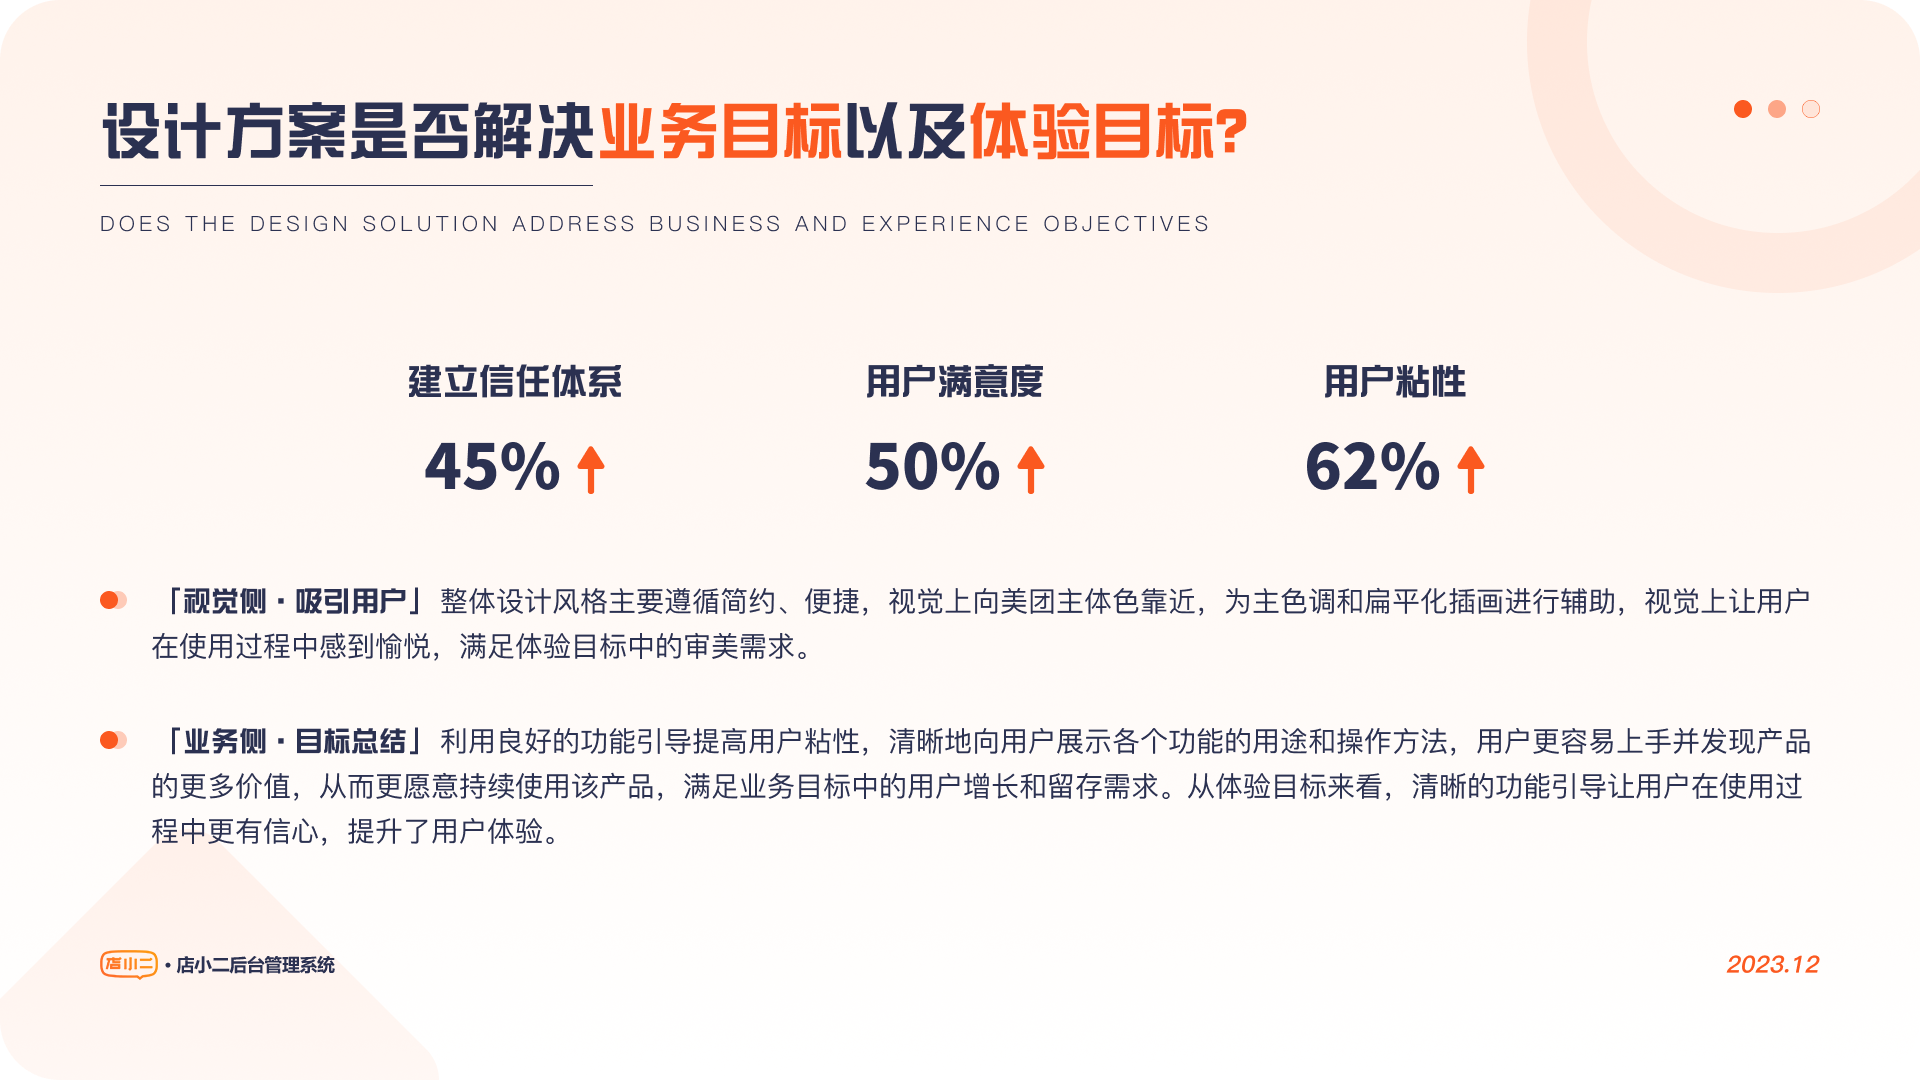 设计方案是否解决业务目标以及体验目标?
DOES THE DESIGN SOLUTION ADDRESS BUSINESS AND EXPERIENCE OBJECTIVES
建立信任体系
用户满意度
用户粘性
45%
50%
62%
「视觉侧·吸引用户」整体设计风格主要遵循简约、便捷，视觉上向美团主体色靠近，为主色调和扁平化插画进行辅助，视觉上让用户
在使用过程中感到愉悦，满足体验目标中的审美需求。
「业务侧·目标总结」利用良好的功能引导提高用户粘性，清晰地向用户展示各个功能的用途和操作方法，用户更容易上手并发现产品
的更多价值，从而更愿意持续使用该产品，满足业务目标中的用户增长和留存需求。从体验目标来看，清晰的功能引导让用户在使用过
程中更有信心，提升了用户体验。
店小二·店小二后台管理系统
2023.12